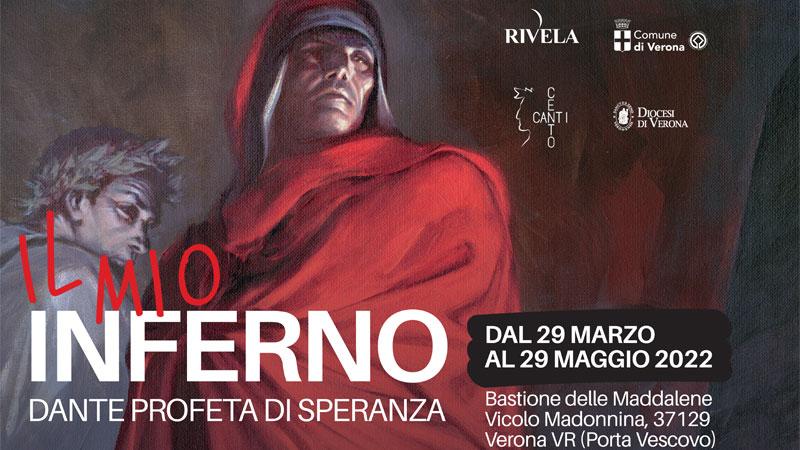 RIVELA
Comune
di Verona
CENTO
CANTI
DIOCESI
DI VERONA
IL MIO
INFERNO
DANTE PROFETA DI SPERANZA
DAL 29 MARZO
AL 29 MAGGIO 2022
Bastione delle Maddalene
Vicolo Madonnina, 37129
Verona VR (Porta Vescovo)